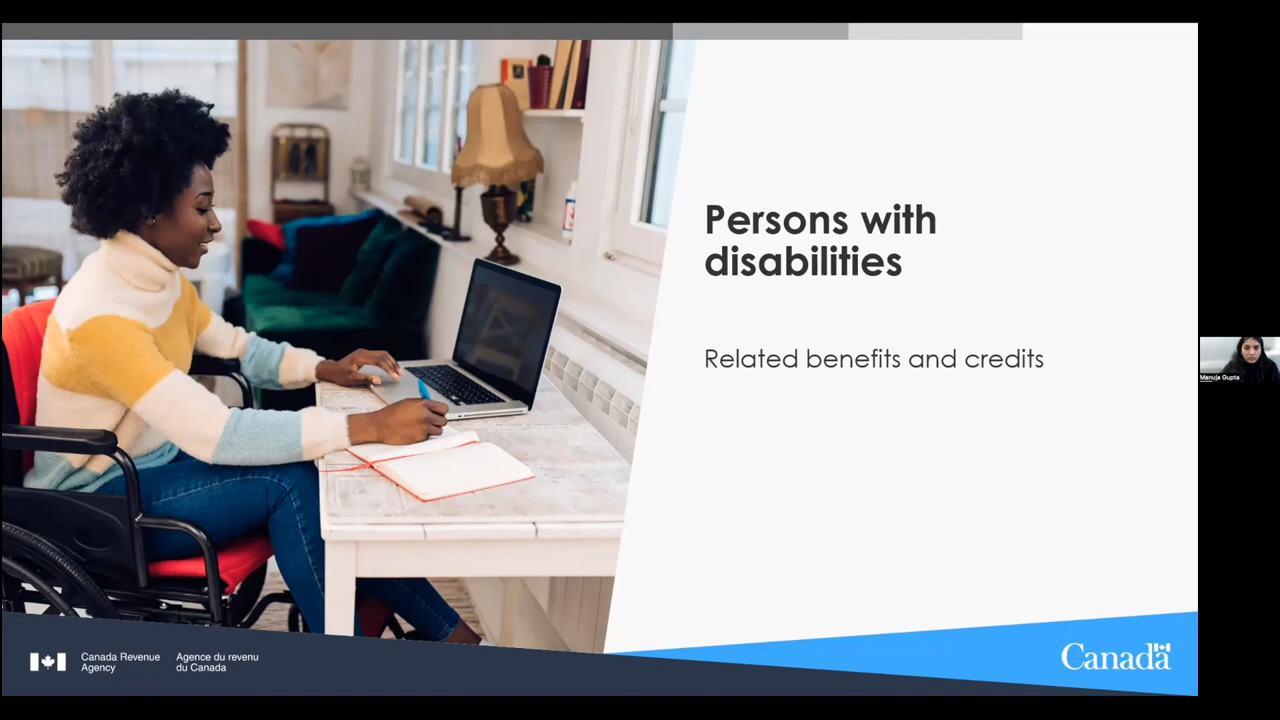 Persons with
disabilities
Related benefits and credits
Manuja Gupta
Canada Revenue
Agency
Agence du revenu
du Canada
Canada